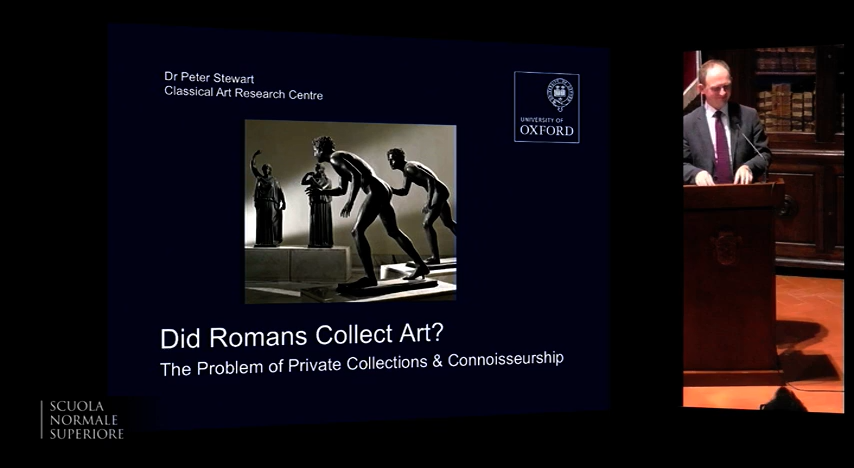 Dr Peter Stewart
Classical Art Research Centre
UNIVERSITY OF
OXFORD
Did Romans Collect Art?
The Problem of Private Collections & Connoisseurship
SCUOLA
NORMALE
SUPERIORE